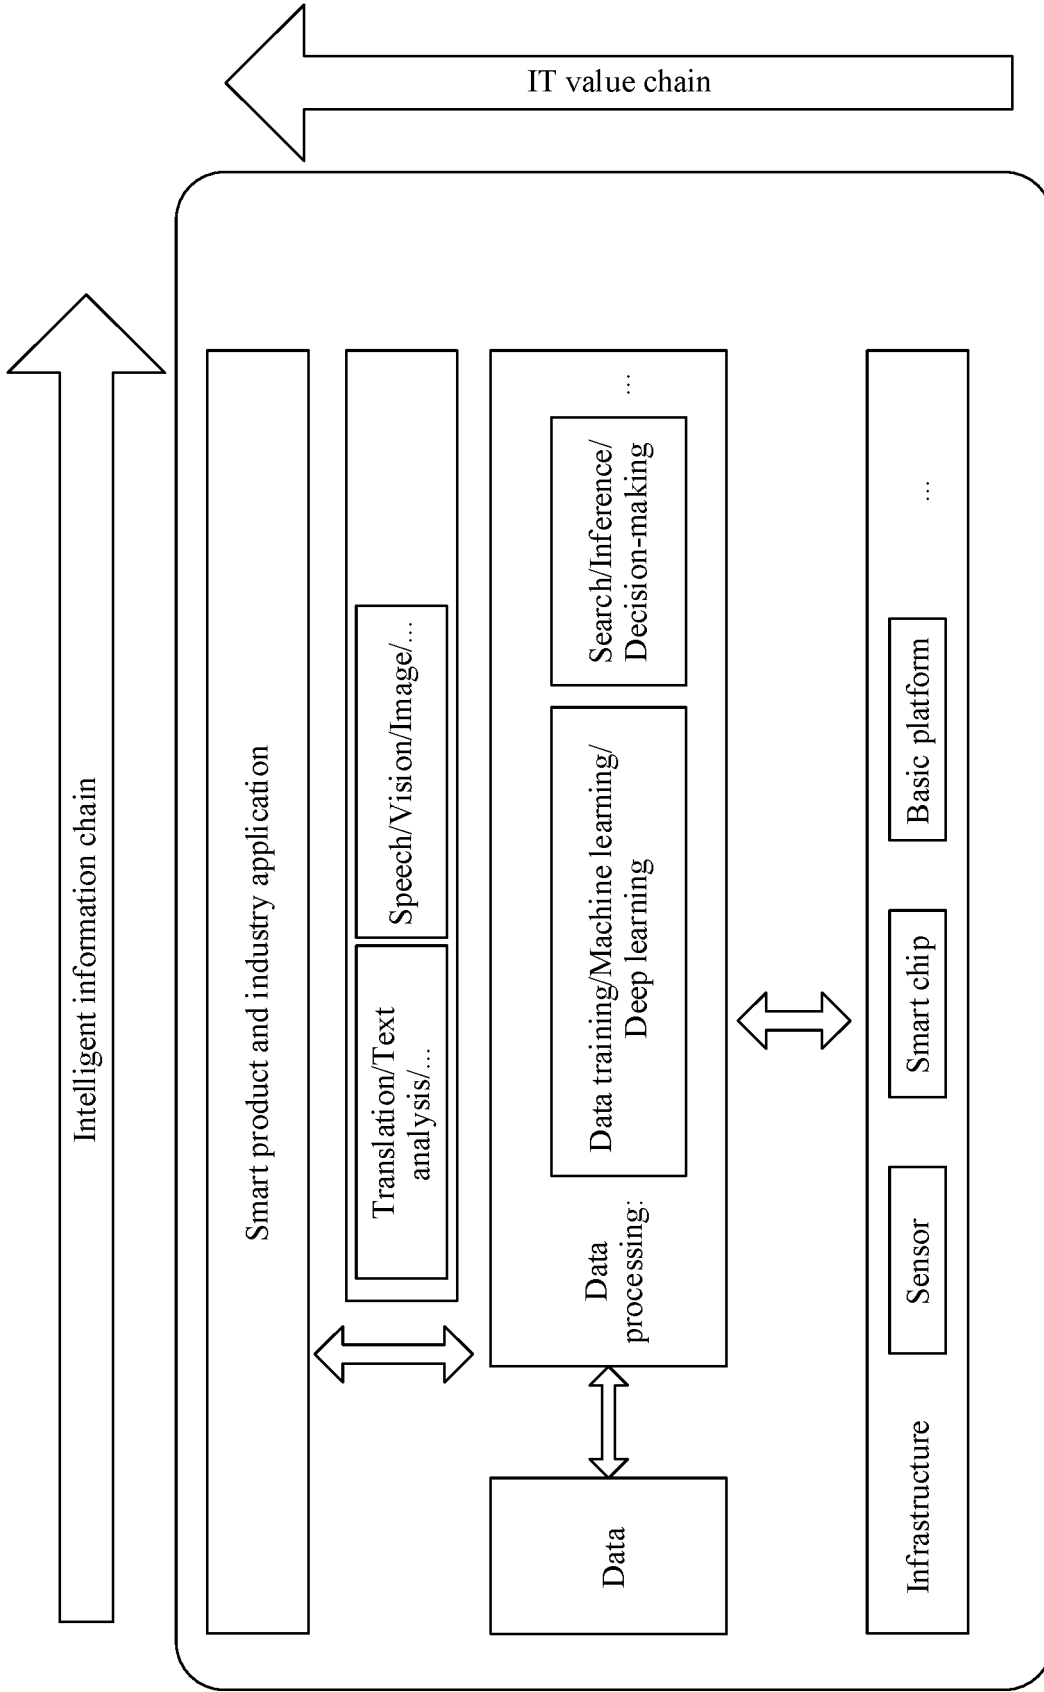 Intelligent information chain
IT value chain
Smart product and industry application
Translation/Text
analysis/...
Speech/Vision/Image/...
Data
Data
processing:
Data training/Machine learning/
Deep learning
Search/Inference/
Decision-making
...
Infrastructure
Sensor
Smart chip
Basic platform
...